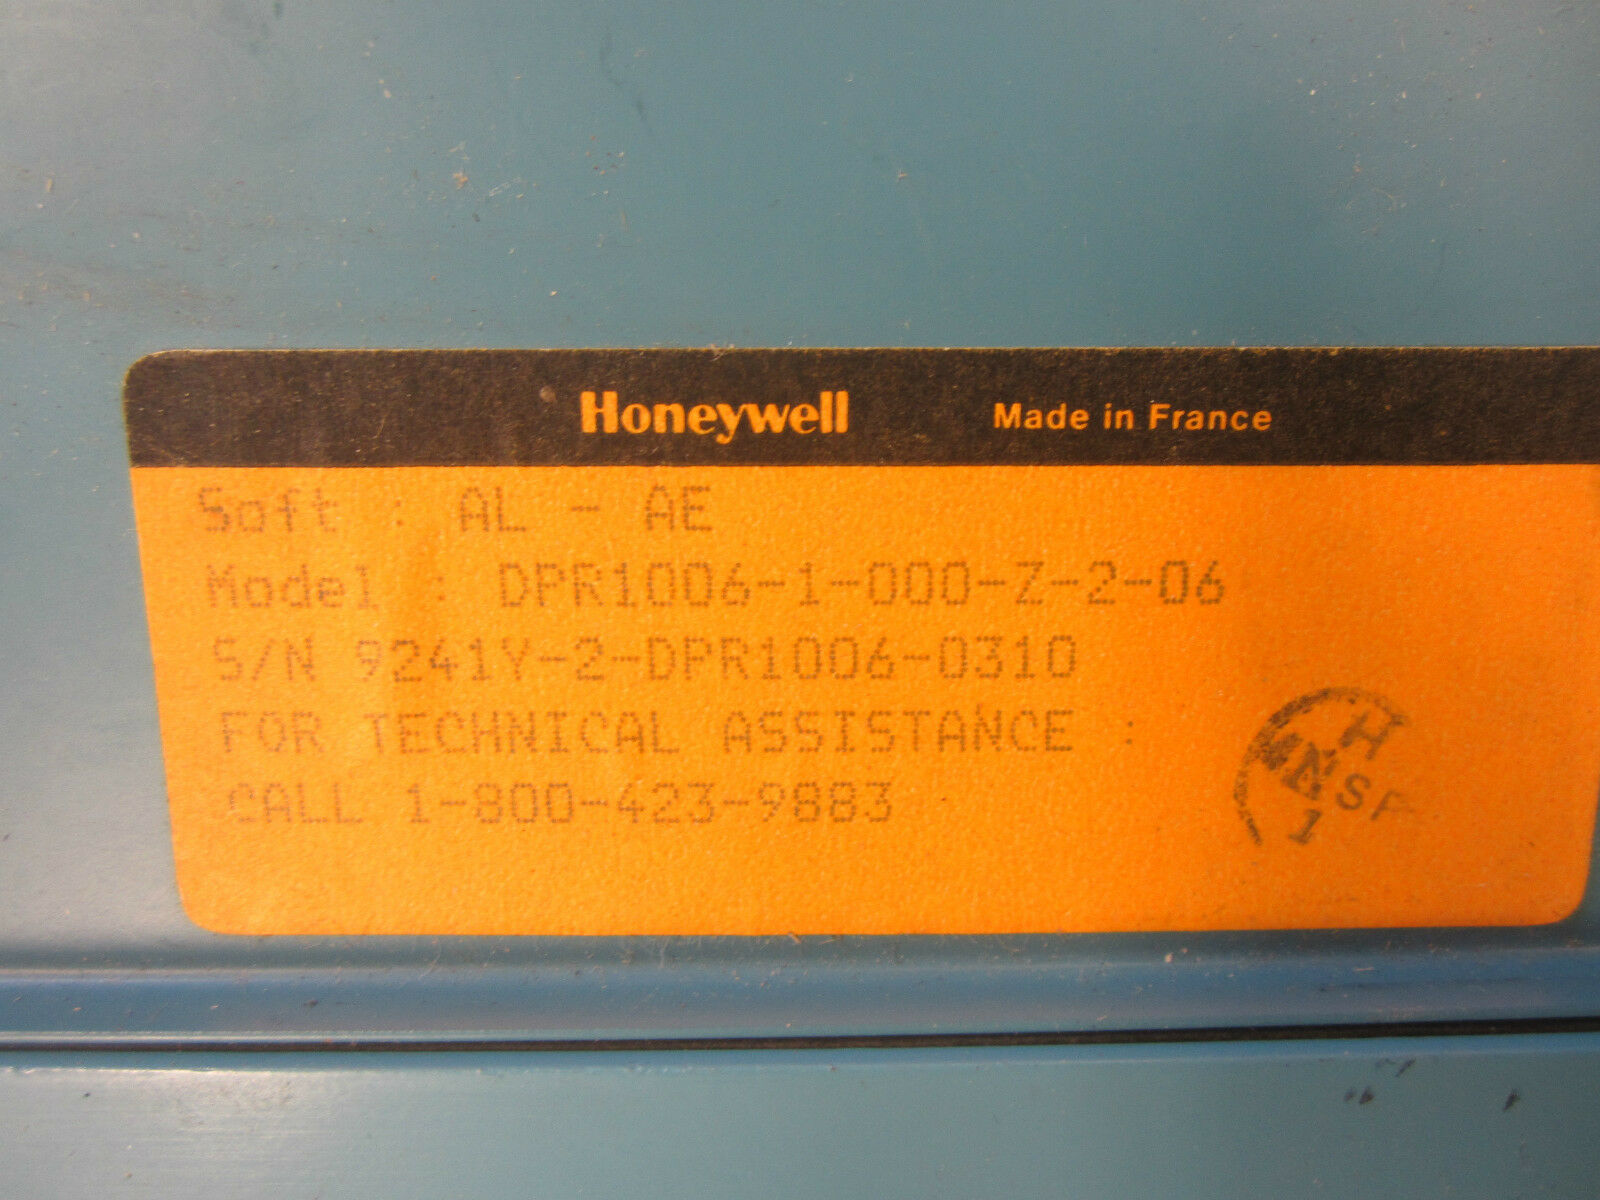 Honeywell Made in France
Soft : AL - AE
Model : DPR1006-1-000-Z-2-06
S/N 9241Y-2-DPR1006-0310
FOR TECHNICAL ASSISTANCE :
CALL 1-800-423-9883
H
1